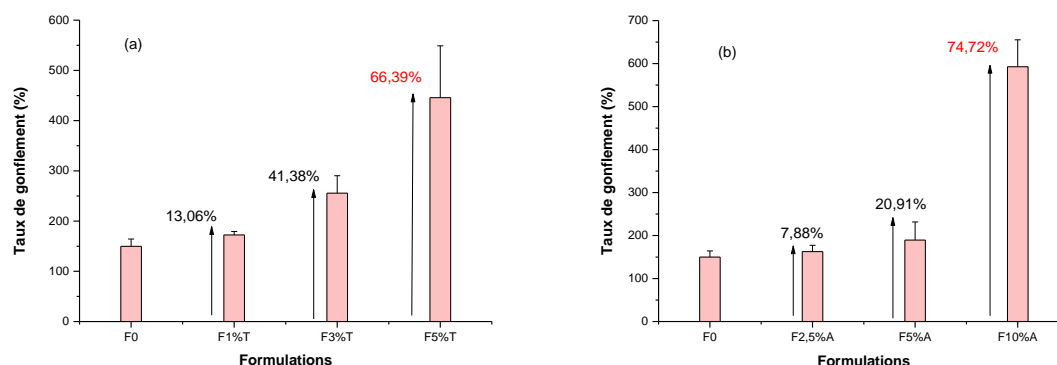 (a)
Taux de gonflement (%)
600
500
400
300
200
100
0
13,06%
41,38%
66,39%
F0 F1%T F3%T F5%T
Formulations
(b)
Taux de gonflement (%)
700
600
500
400
300
200
100
0
7,88%
20,91%
74,72%
F0 F2,5%A F5%A F10%A
Formulations